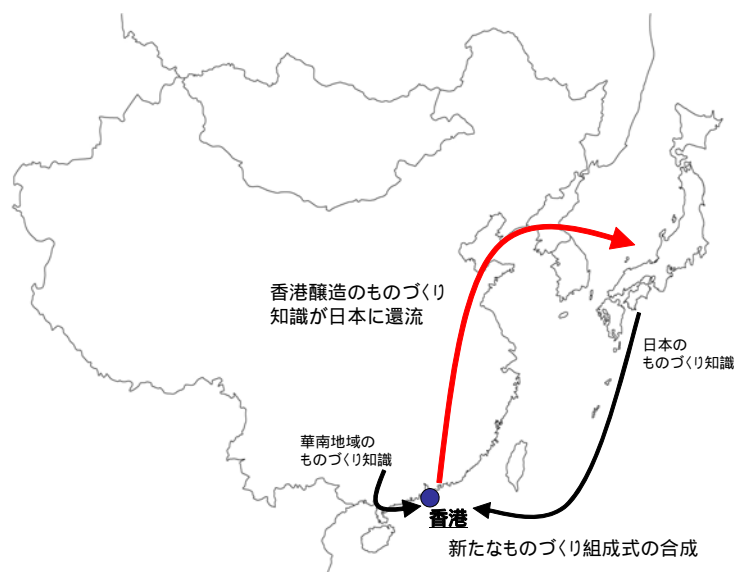 香港醸造のものづくり
知識が日本に還流
日本の
ものづくり知識
華南地域の
ものづくり知識
香港
新たなものづくり組成式の合成